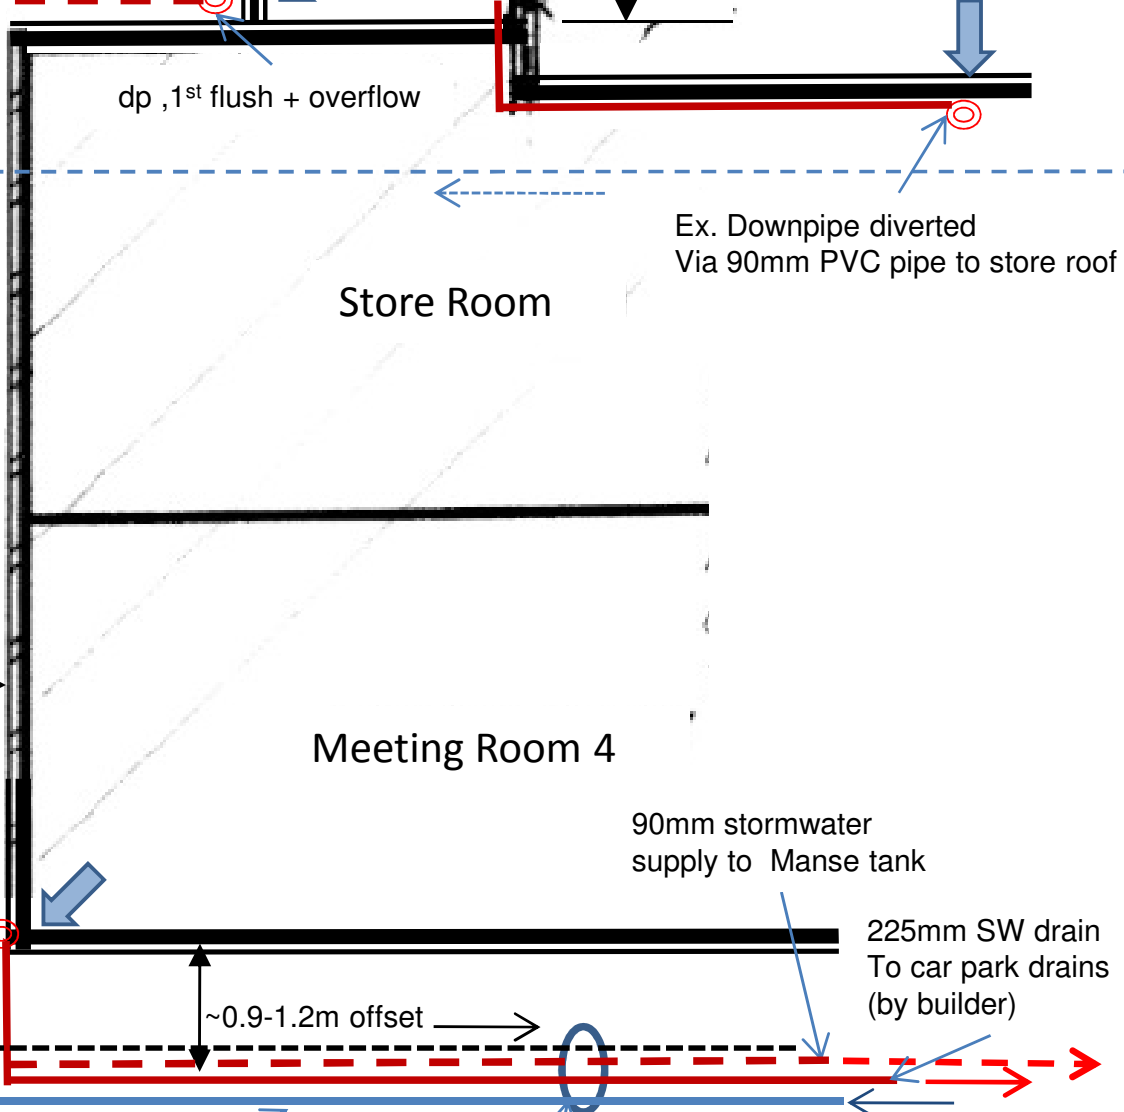 dp ,1st flush + overflow
Ex. Downpipe diverted
Via 90mm PVC pipe to store roof
Store Room
Meeting Room 4
90mm stormwater
supply to  Manse tank
225mm SW drain
To car park drains
(by builder)
~0.9-1.2m offset